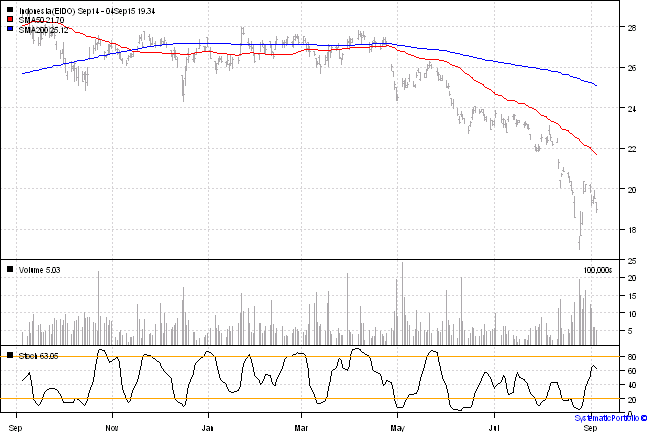 Indonesia(EIDO) Sep14 - 04Sep15 19.34
SMA50 21.70
SMA200 25.12
28
26
24
22
20
18
Volume 5.03
100,000s
25
20
15
10
5
Stoch 63.05
80
60
40
20
0
Sep
Nov
Jan
Mar
May
Jul
Sep
SystematicPortfolio ©